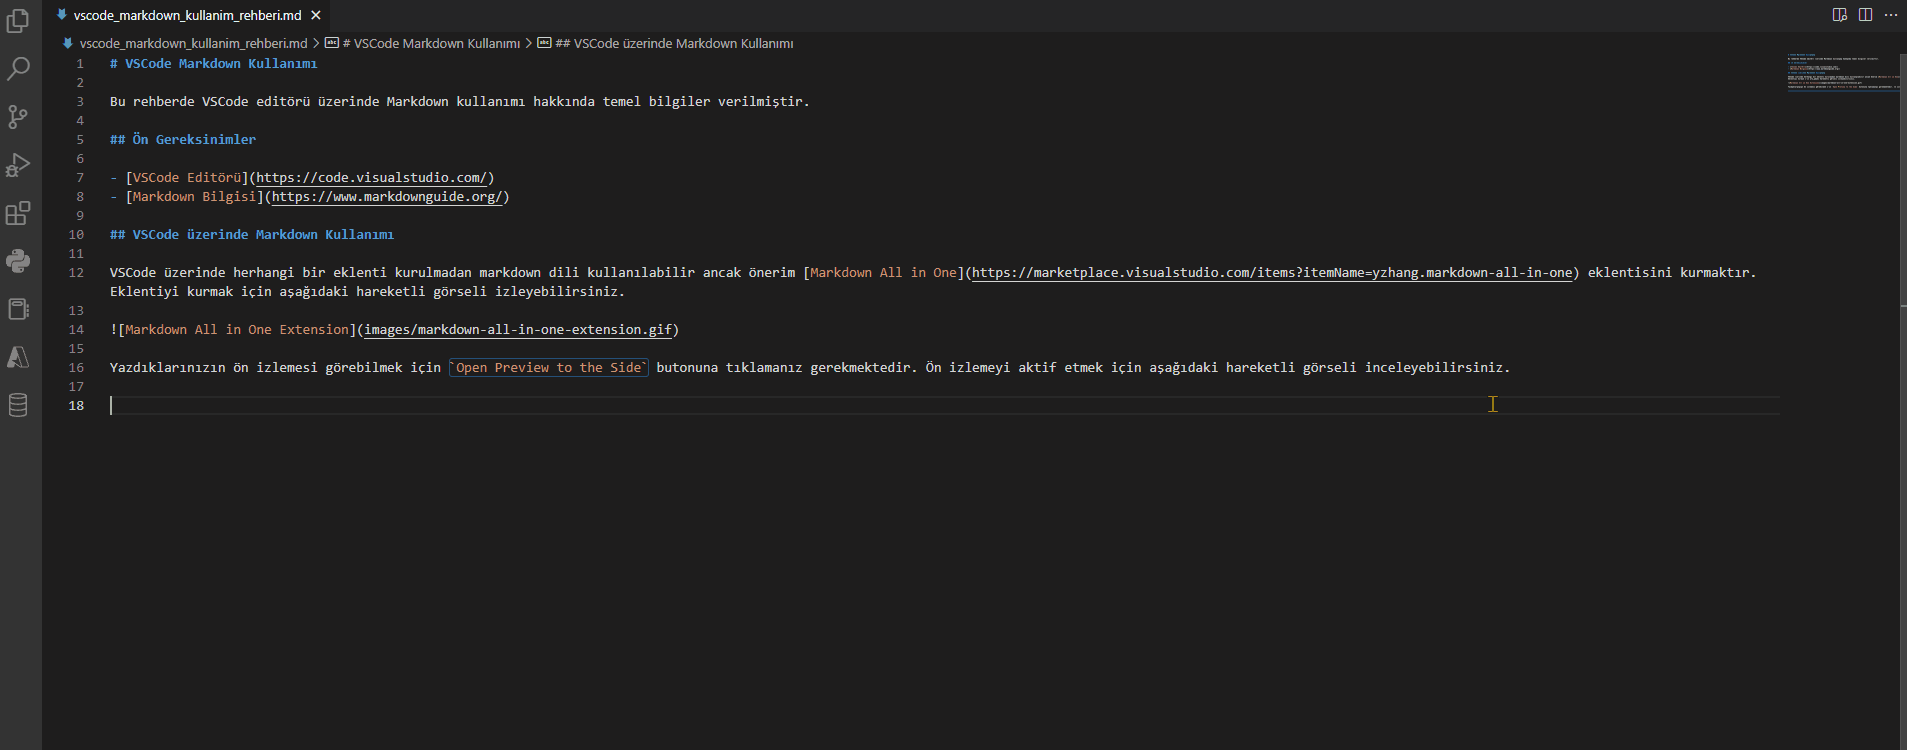 vscode_markdown_kullanim_rehberi.md
vscode_markdown_kullanim_rehberi.md > # VSCode Markdown Kullanımı > ## VSCode üzerinde Markdown Kullanımı
1 # VSCode Markdown Kullanımı
2
3 Bu rehberde VSCode editörü üzerinde Markdown kullanımı hakkında temel bilgiler verilmiştir.
4
5 ## Ön Gereksinimler
6
7 - [VSCode Editörü](https://code.visualstudio.com/)
8 - [Markdown Bilgisi](https://www.markdownguide.org/)
9
10 ## VSCode üzerinde Markdown Kullanımı
11
12 VSCode üzerinde herhangi bir eklenti kurulmadan markdown dili kullanılabilir ancak önerim [Markdown All in One](https://marketplace.visualstudio.com/items?itemName=yzhang.markdown-all-in-one) eklentisini kurmaktır.
Eklentiyi kurmak için aşağıdaki hareketli görseli izleyebilirsiniz.
13
14 ![Markdown All in One Extension](images/markdown-all-in-one-extension.gif)
15
16 Yazdıklarınızın ön izlemesi görebilmek için `Open Preview to the Side` butonuna tıklamanız gerekmektedir. Ön izlemeyi aktif etmek için aşağıdaki hareketli görseli inceleyebilirsiniz.
17
18